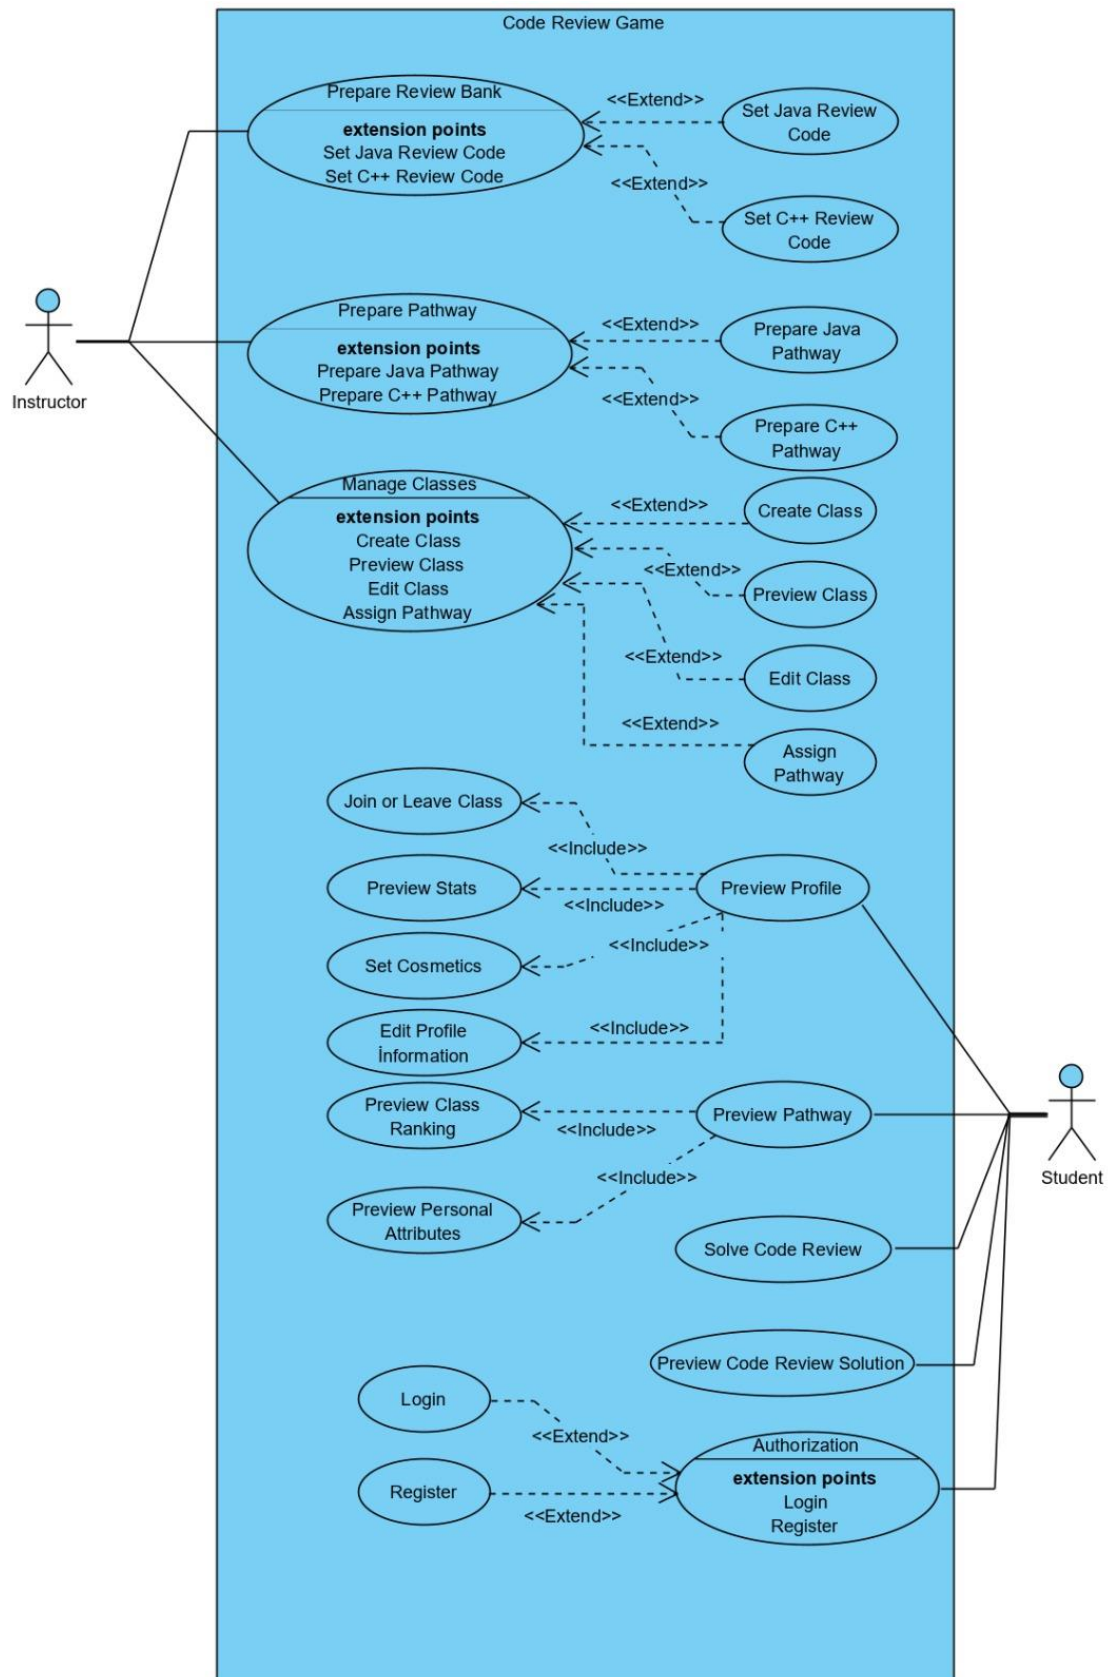 Code Review Game
Prepare Review Bank
extension points
Set Java Review Code
Set C++ Review Code
<<Extend>>
Set Java Review
Code
<<Extend>>
Set C++ Review
Code
Instructor
Prepare Pathway
extension points
Prepare Java Pathway
Prepare C++ Pathway
<<Extend>>
Prepare Java
Pathway
<<Extend>>
Prepare C++
Pathway
Manage Classes
extension points
Create Class
Preview Class
Edit Class
Assign Pathway
<<Extend>>
Create Class
<<Extend>>
Preview Class
<<Extend>>
Edit Class
<<Extend>>
Assign
Pathway
Join or Leave Class
<<Include>>
Preview Profile
Preview Stats
<<Include>>
<<Include>>
Set Cosmetics
<<Include>>
Edit Profile
İnformation
Preview Class
Ranking
<<Include>>
Preview Pathway
<<Include>>
Preview Personal
Attributes
Student
Solve Code Review
Preview Code Review Solution
Login
<<Extend>>
Register
<<Extend>>
Authorization
extension points
Login
Register